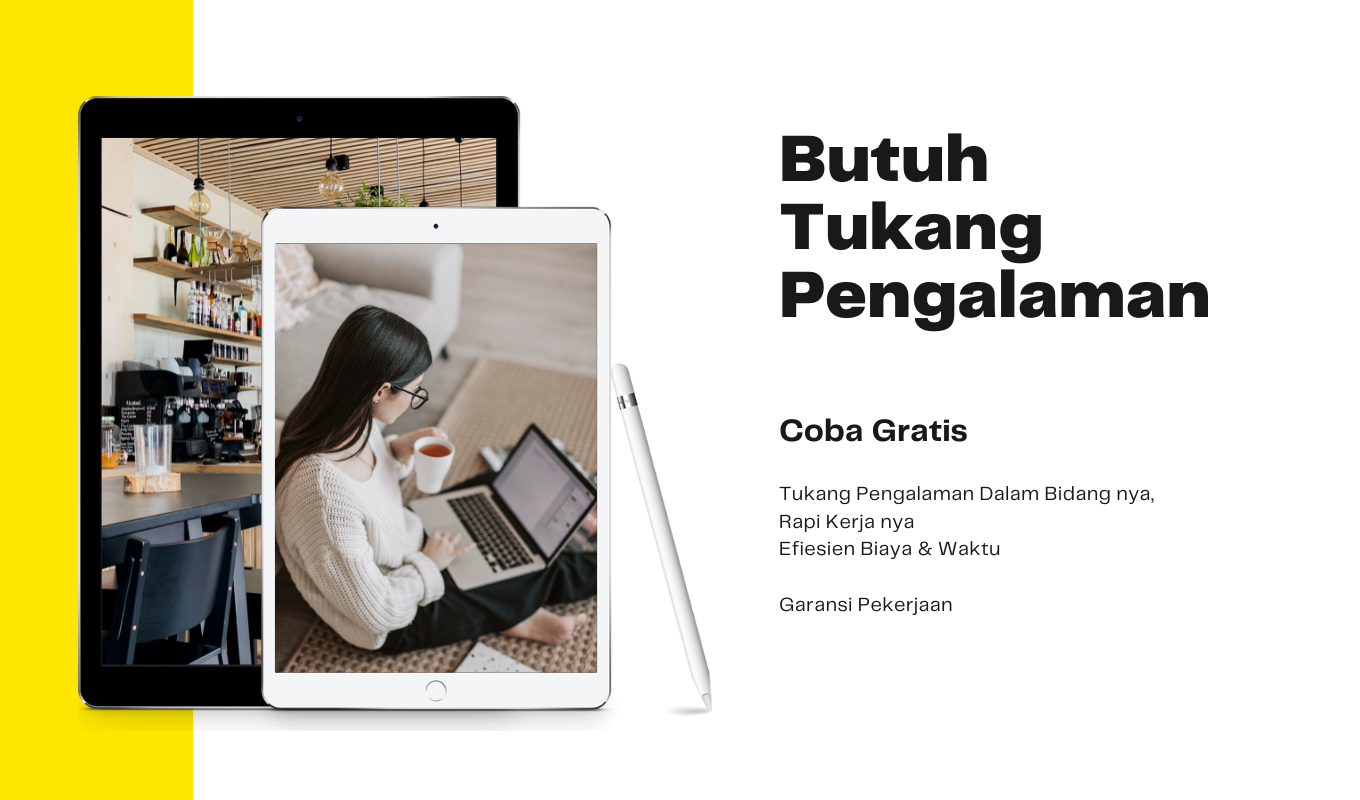 Butuh
Tukang
Pengalaman
Coba Gratis
Tukang Pengalaman Dalam Bidang nya,
Rapi Kerja nya
Efiesien Biaya & Waktu
Garansi Pekerjaan